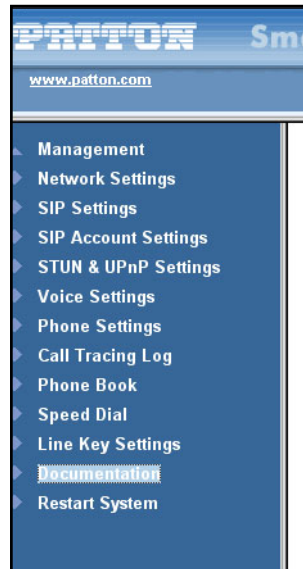 PATTON Sm
www.patton.com
Management
Network Settings
SIP Settings
SIP Account Settings
STUN & UPnP Settings
Voice Settings
Phone Settings
Call Tracing Log
Phone Book
Speed Dial
Line Key Settings
Documentation
Restart System